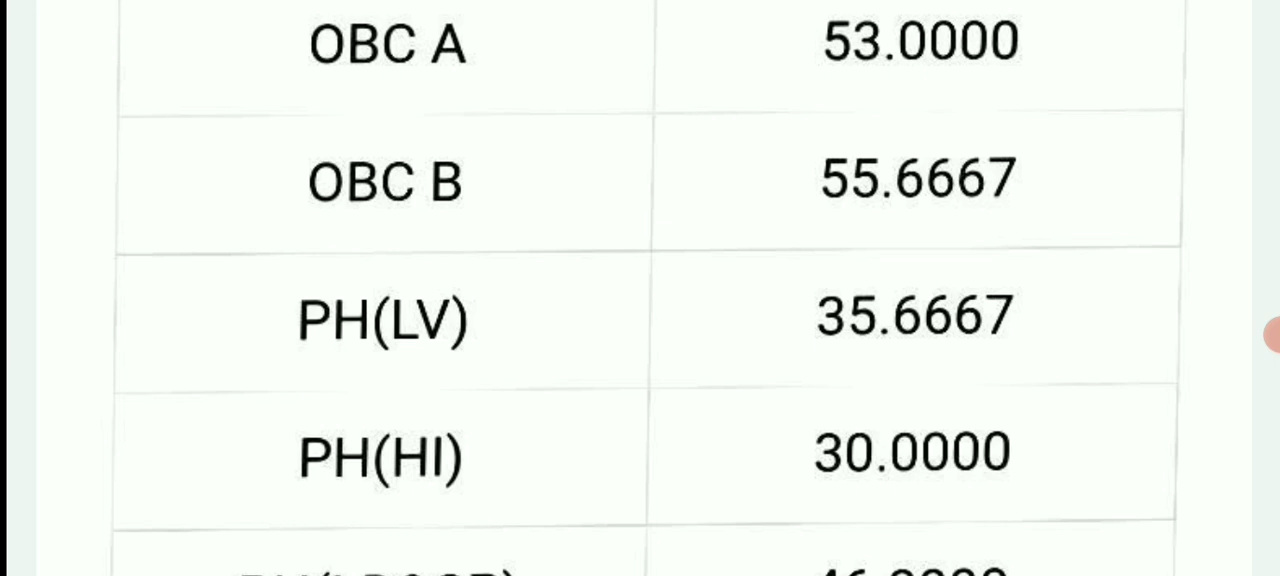 OBC A 53.0000
OBC B 55.6667
PH(LV) 35.6667
PH(HI) 30.0000